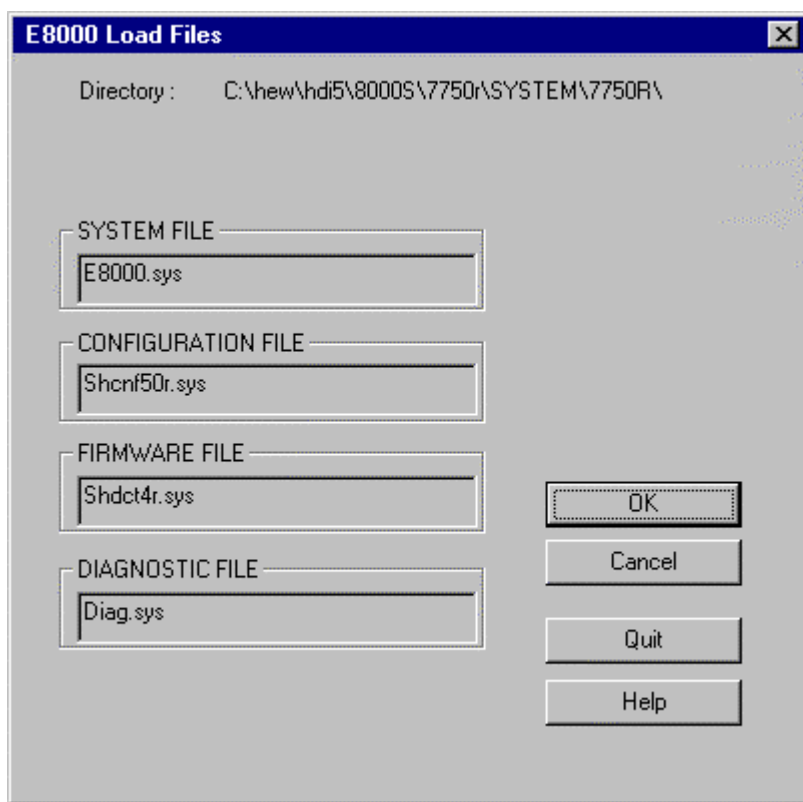 E8000 Load Files
Directory : C:\hew\hdi5\8000S\7750r\SYSTEM\7750R\
SYSTEM FILE
E8000.sys
CONFIGURATION FILE
Shcnf50r.sys
FIRMWARE FILE
Shdct4r.sys
DIAGNOSTIC FILE
Diag.sys
OK
Cancel
Quit
Help